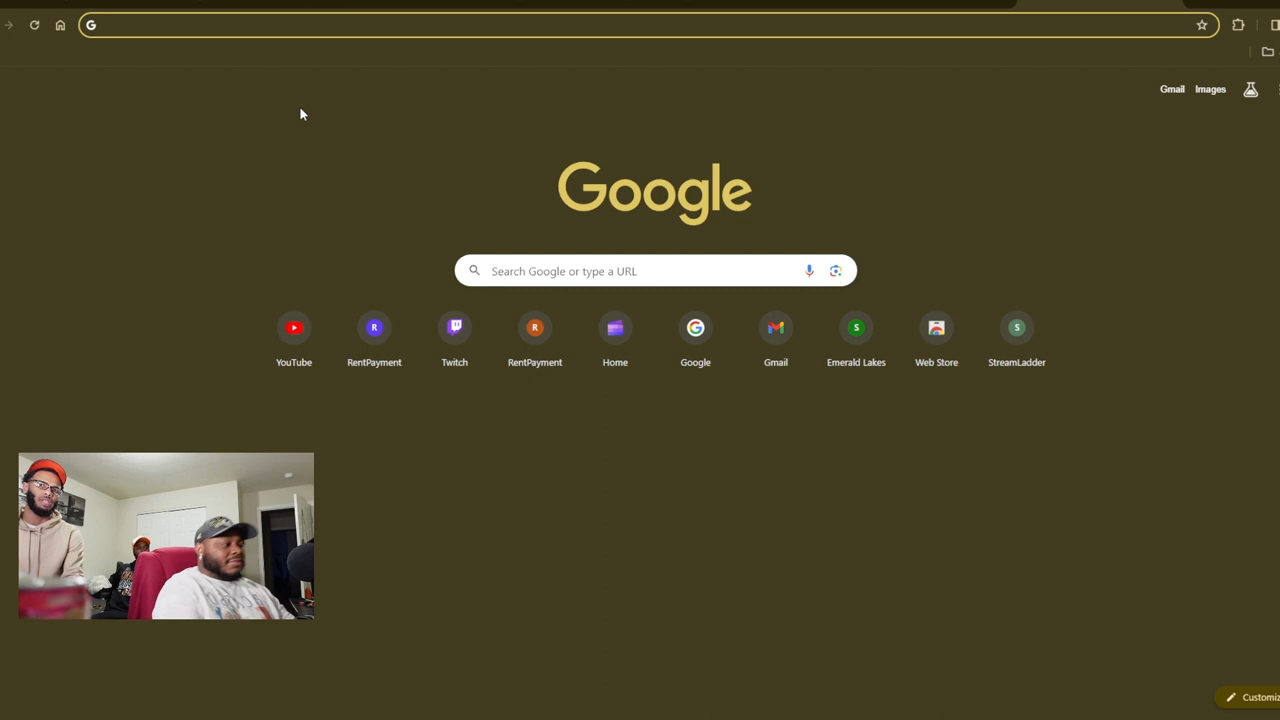 Gmail Images
Google
Search Google or type a URL
R R S S
YouTube RentPayment Twitch RentPayment Home Google Gmail Emerald Lakes Web Store StreamLadder